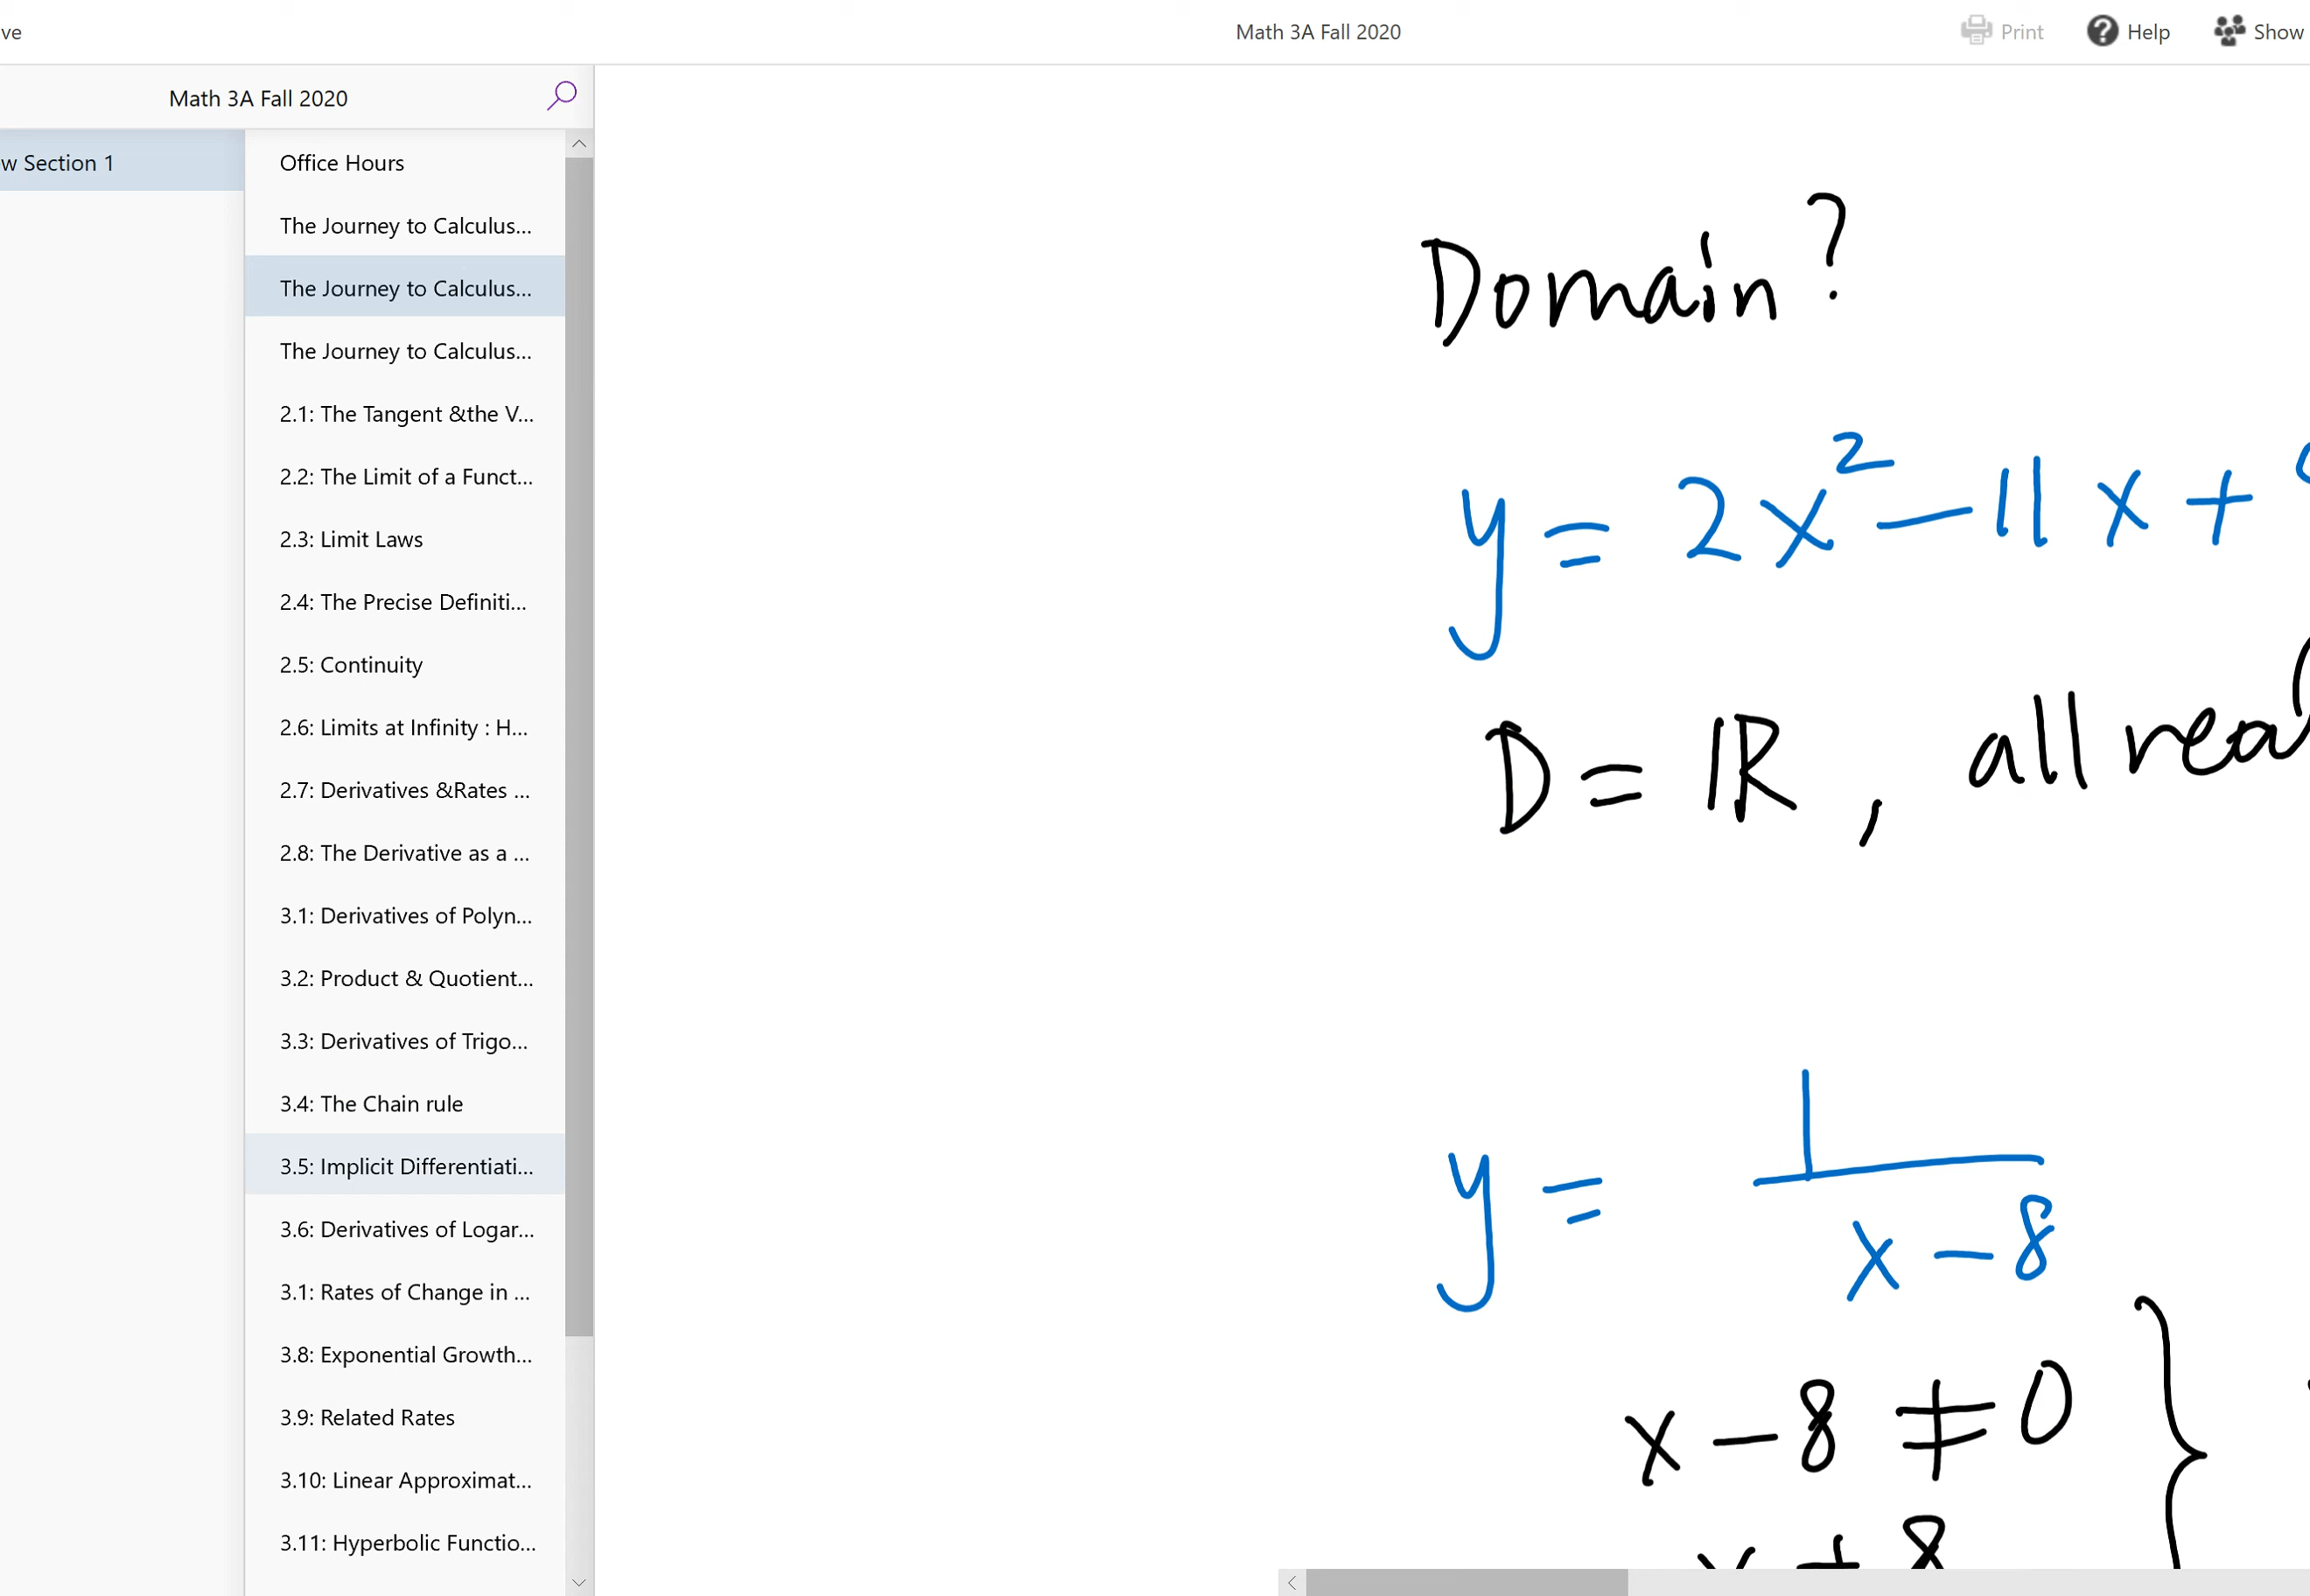 ve
Math 3A Fall 2020
Print
Help
Show
Math 3A Fall 2020
w Section 1
Office Hours
The Journey to Calculus...
The Journey to Calculus...
The Journey to Calculus...
2.1: The Tangent &the V...
2.2: The Limit of a Funct...
2.3: Limit Laws
2.4: The Precise Definiti...
2.5: Continuity
2.6: Limits at Infinity : H...
2.7: Derivatives &Rates ...
2.8: The Derivative as a ...
3.1: Derivatives of Polyn...
3.2: Product & Quotient...
3.3: Derivatives of Trigo...
3.4: The Chain rule
3.5: Implicit Differentiati...
3.6: Derivatives of Logar...
3.1: Rates of Change in ...
3.8: Exponential Growth...
3.9: Related Rates
3.10: Linear Approximat...
3.11: Hyperbolic Functio...
Domain?
y = 2x² - 11x +
D = ℝ, all real
y = 1/(x - 8)
x - 8 ≠ 0
x ≠ 8